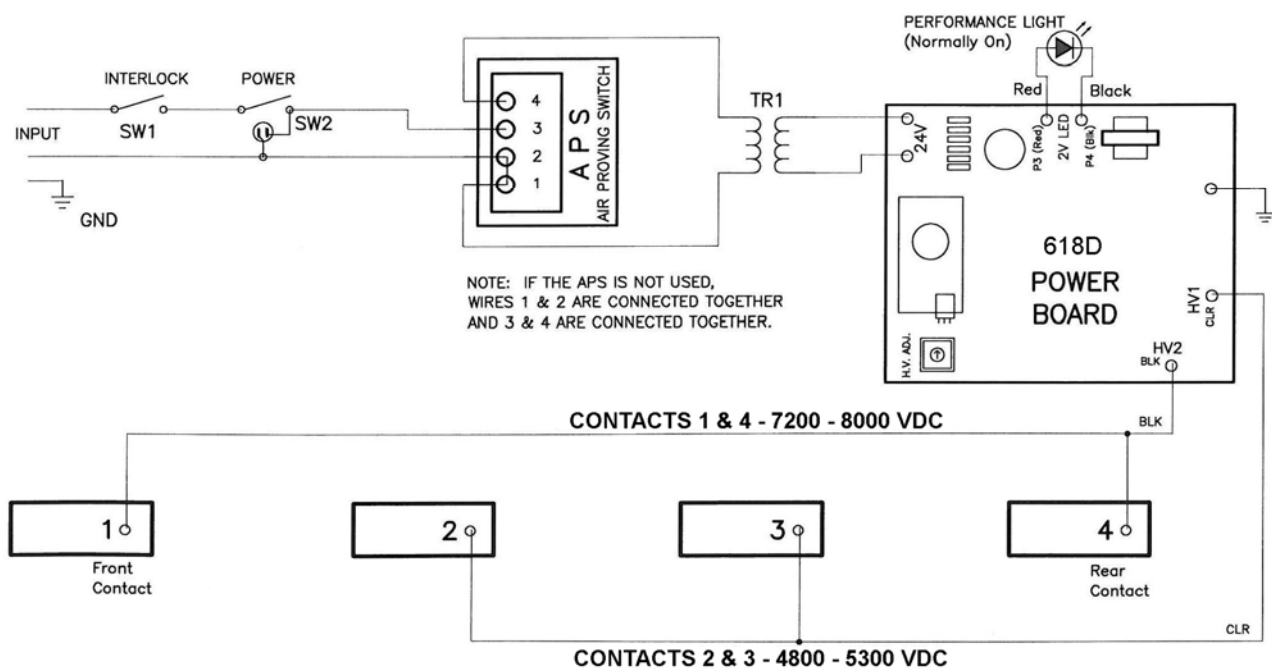 PERFORMANCE LIGHT
(Normally On)
INTERLOCK
POWER
INPUT
SW1
SW2
GND
4
3
2
1
APS
AIR PROVING SWITCH
TR1
Red
Black
24V
P3 (Red)
2V LED
P4 (Blk)
618D
POWER
BOARD
HV1
CLR
HV2
BLK
H.V. ADJ.
NOTE: IF THE APS IS NOT USED,
WIRES 1 & 2 ARE CONNECTED TOGETHER
AND 3 & 4 ARE CONNECTED TOGETHER.
CONTACTS 1 & 4 - 7200 - 8000 VDC
BLK
1
Front
Contact
2
3
4
Rear
Contact
CLR
CONTACTS 2 & 3 - 4800 - 5300 VDC